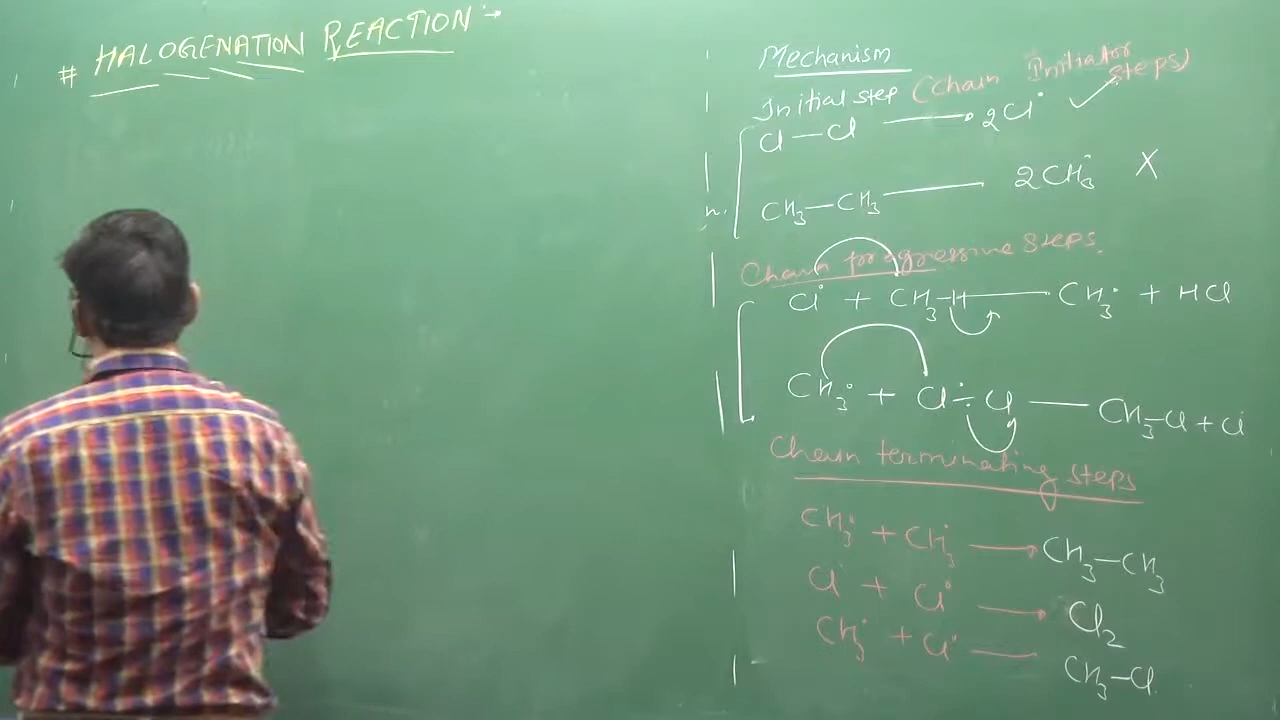 # HALOGENATION REACTION :→
Mechanism
Initial step (Chain Initiator Steps)
Cl—Cl ⟶ 2Cl• ✓
CH₃—CH₃ — 2CH₃• X
Chain progressive Steps.
Cl• + CH₃-H — CH₃• + HCl
CH₃• + Cl÷Cl — CH₃-Cl + Cl
Chain terminating steps
CH₃• + CH₃• → CH₃-CH₃
Cl + Cl• → Cl₂
CH₃• + Cl• — CH₃-Cl